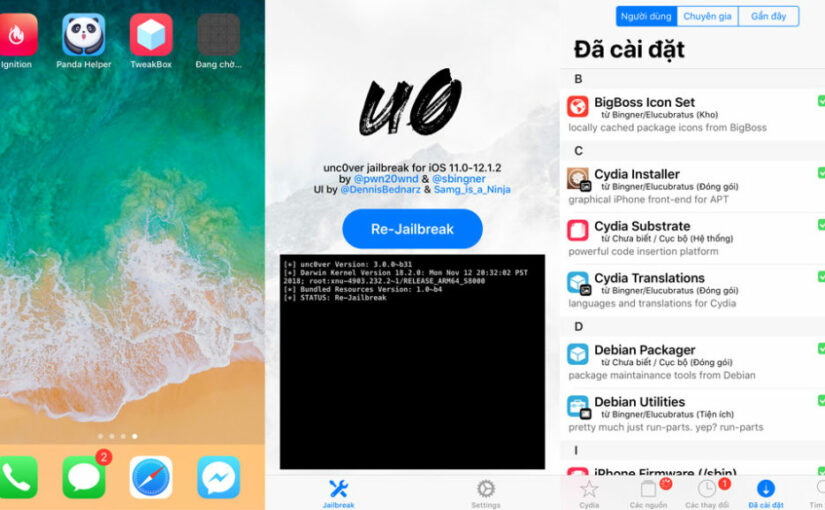 Ignition
Panda Helper
TweakBox
Đang chờ...
2
u0
unc0ver jailbreak for iOS 11.0-12.1.2
by @pwn20wnd & @sbingner
UI by @DennisBednarz & Samg_is_a_Ninja
Re-Jailbreak
[*] unc0ver Version: 3.0.0~b31
[*] Darwin Kernel Version 18.2.0: Mon Nov 12 20:32:02 PST
2018; root:xnu-4903.232.2~1/RELEASE_ARM64_S8000
[*] Bundled Resources Version: 1.0~b4
[*] STATUS: Re-Jailbreak
Jailbreak
Settings
Người dùng
Chuyên gia
Gần đây
Đã cài đặt
B
BigBoss Icon Set
từ Bingner/Elucubratus (Kho)
locally cached package icons from BigBoss
C
Cydia Installer
từ Bingner/Elucubratus (Đóng gói)
graphical iPhone front-end for APT
Cydia Substrate
từ Chưa biết / Cục bộ (Hệ thống)
powerful code insertion platform
Cydia Translations
từ Bingner/Elucubratus (Đóng gói)
languages and translations for Cydia
D
Debian Packager
từ Chưa biết / Cục bộ (Đóng gói)
package maintainance tools from Debian
Debian Utilities
từ Bingner/Elucubratus (Tiện ích)
pretty much just run-parts. yep? run-parts
I
iPhone Firmware (/sbin)
1
Cydia
Các nguồn
Các thay đổi
Đã cài đặt
Tìm